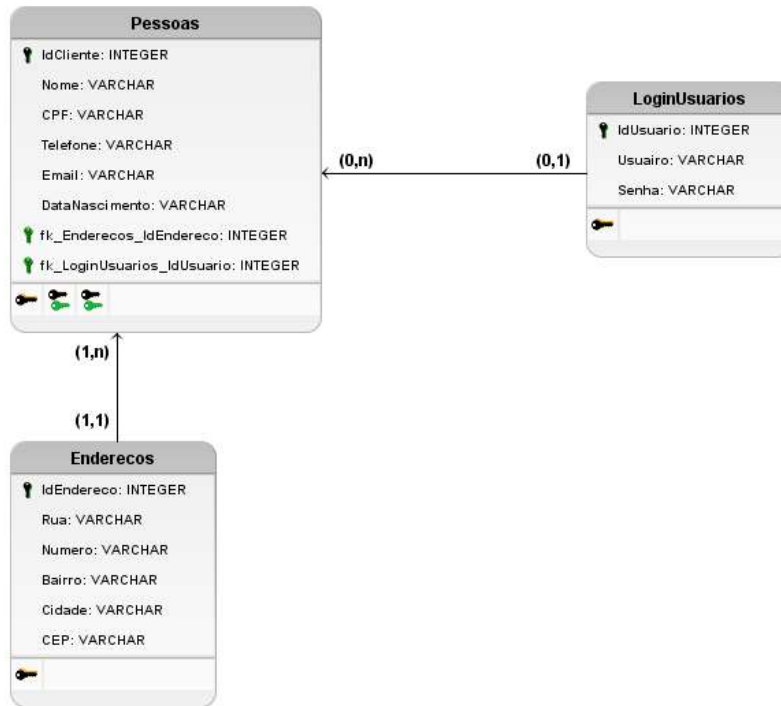 Pessoas
IdCliente: INTEGER
Nome: VARCHAR
CPF: VARCHAR
Telefone: VARCHAR
Email: VARCHAR
DataNascimento: VARCHAR
fk_Enderecos_IdEndereco: INTEGER
fk_LoginUsuarios_IdUsuario: INTEGER
(0,n)
(0,1)
LoginUsuarios
IdUsuario: INTEGER
Usuairo: VARCHAR
Senha: VARCHAR
(1,n)
(1,1)
Enderecos
IdEndereco: INTEGER
Rua: VARCHAR
Numero: VARCHAR
Bairro: VARCHAR
Cidade: VARCHAR
CEP: VARCHAR